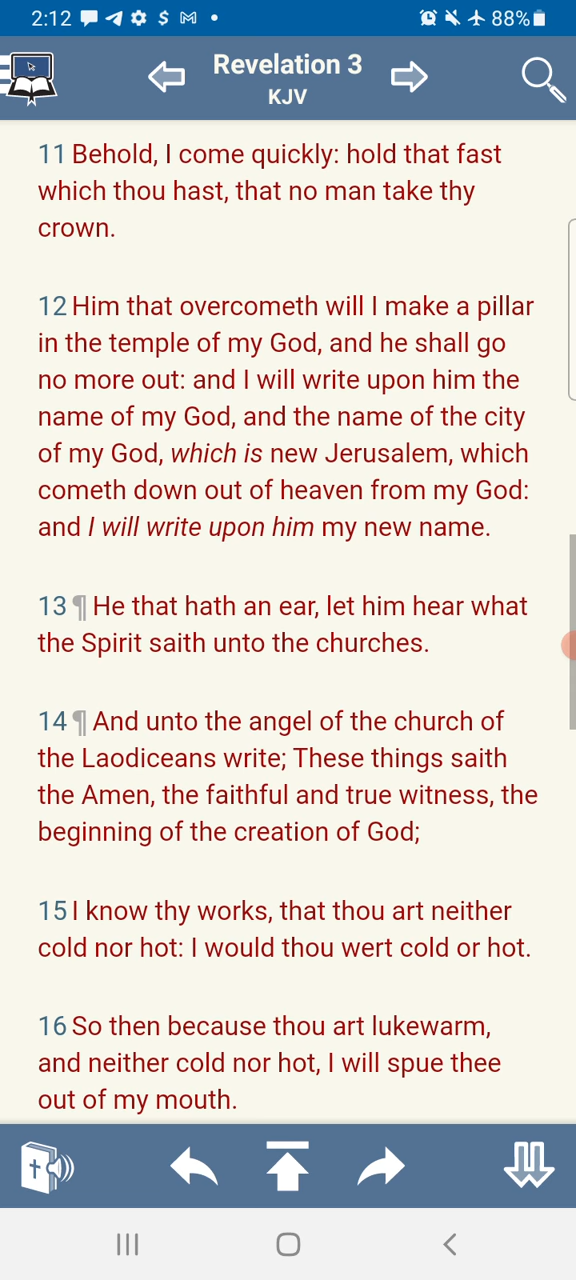 2:12 $ M 88%
Revelation 3
KJV
11 Behold, I come quickly: hold that fast
which thou hast, that no man take thy
crown.
12 Him that overcometh will I make a pillar
in the temple of my God, and he shall go
no more out: and I will write upon him the
name of my God, and the name of the city
of my God, which is new Jerusalem, which
cometh down out of heaven from my God:
and I will write upon him my new name.
13 ¶ He that hath an ear, let him hear what
the Spirit saith unto the churches.
14 ¶ And unto the angel of the church of
the Laodiceans write; These things saith
the Amen, the faithful and true witness, the
beginning of the creation of God;
15 I know thy works, that thou art neither
cold nor hot: I would thou wert cold or hot.
16 So then because thou art lukewarm,
and neither cold nor hot, I will spue thee
out of my mouth.